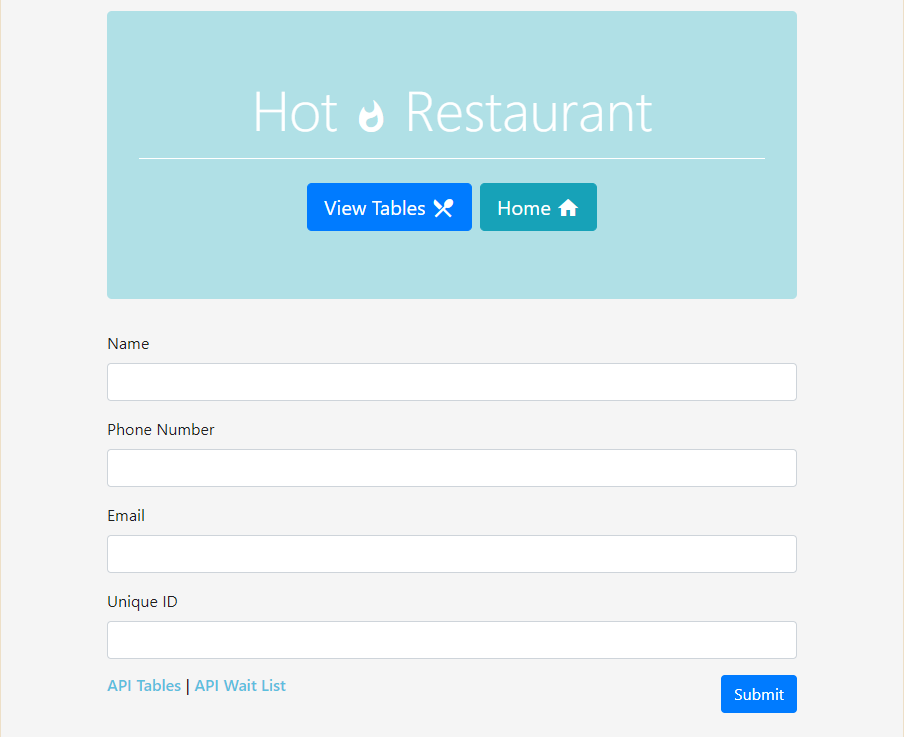 Hot Restaurant
View Tables Home
Name
Phone Number
Email
Unique ID
API Tables | API Wait List
Submit